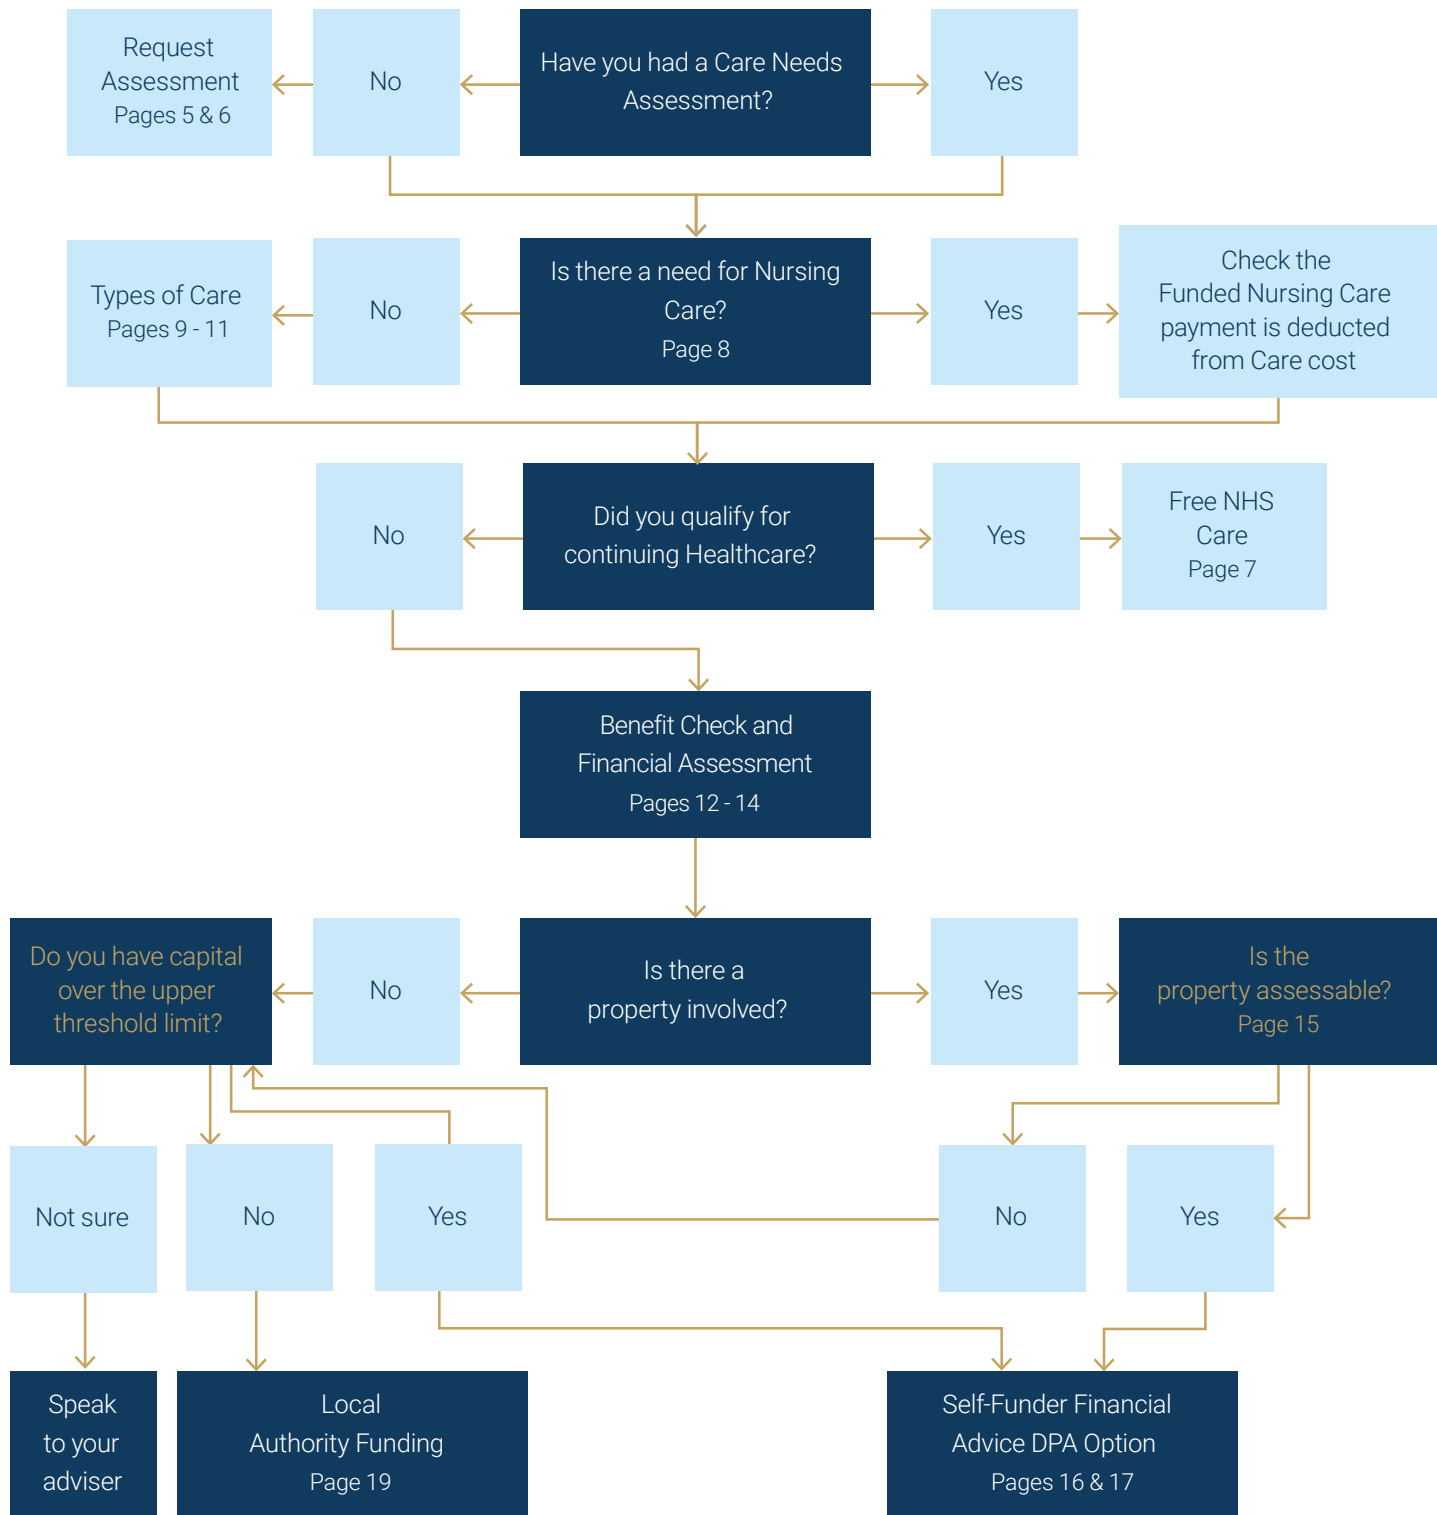 Request
Assessment
Pages 5 & 6
No
Have you had a Care Needs
Assessment?
Yes
Types of Care
Pages 9 - 11
No
Is there a need for Nursing
Care?
Page 8
Yes
Check the
Funded Nursing Care
payment is deducted
from Care cost
No
Did you qualify for
continuing Healthcare?
Yes
Free NHS
Care
Page 7
Benefit Check and
Financial Assessment
Pages 12 - 14
Do you have capital
over the upper
threshold limit?
No
Is there a
property involved?
Yes
Is the
property assessable?
Page 15
Not sure
No
Yes
No
Yes
Speak
to your
adviser
Local
Authority Funding
Page 19
Self-Funder Financial
Advice DPA Option
Pages 16 & 17